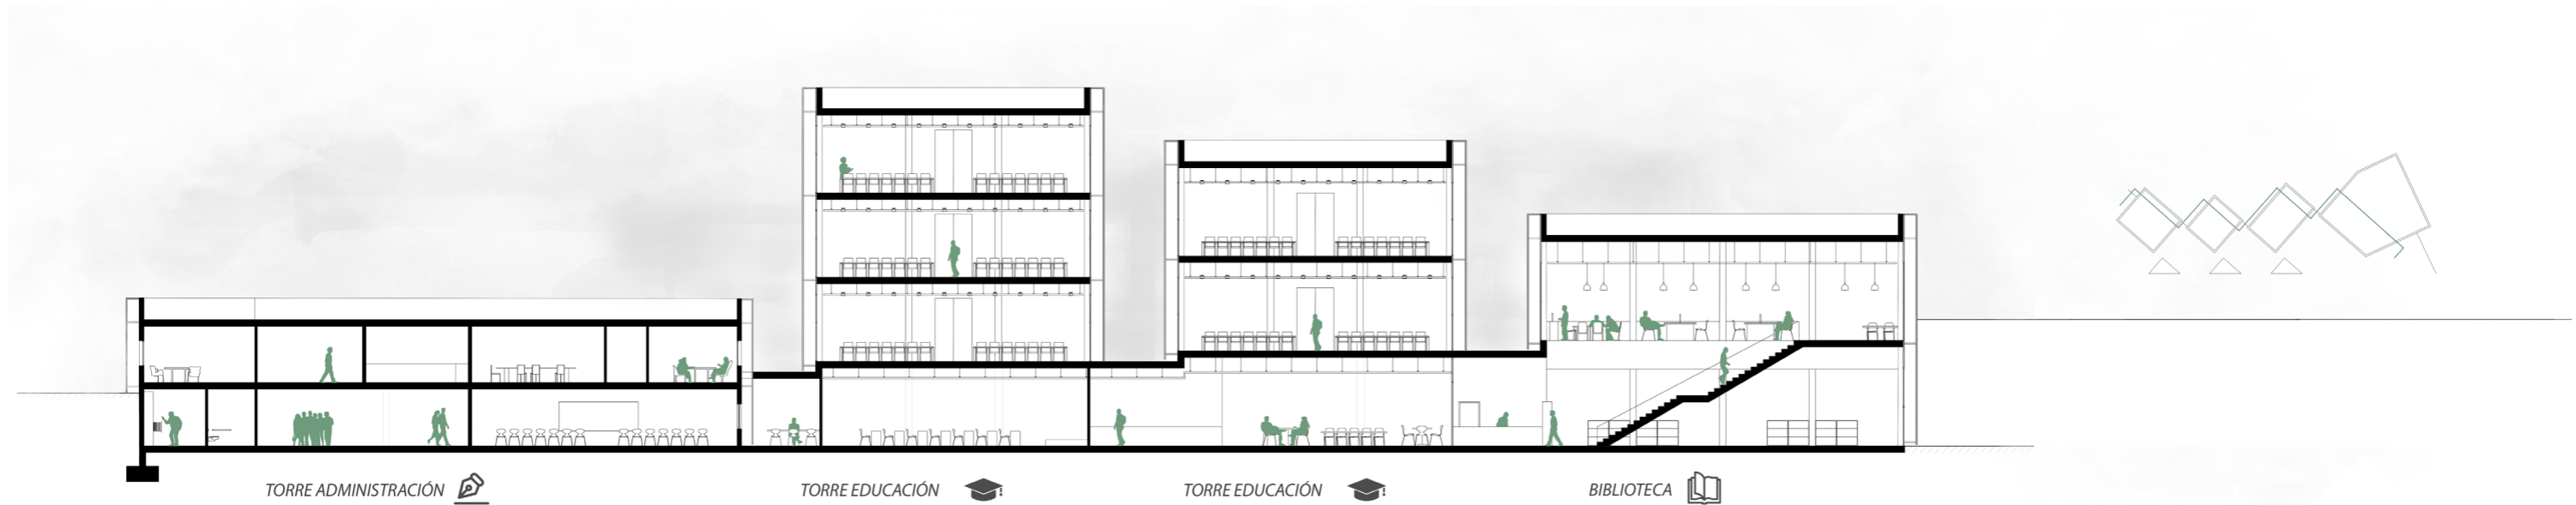 TORRE ADMINISTRACIÓN
TORRE EDUCACIÓN
TORRE EDUCACIÓN
BIBLIOTECA